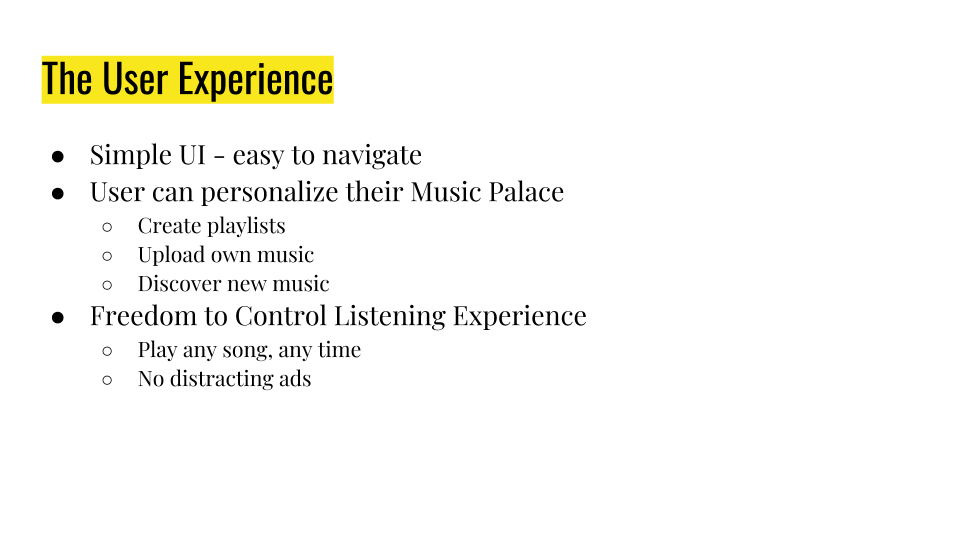 The User Experience
● Simple UI - easy to navigate
● User can personalize their Music Palace
○ Create playlists
○ Upload own music
○ Discover new music
● Freedom to Control Listening Experience
○ Play any song, any time
○ No distracting ads